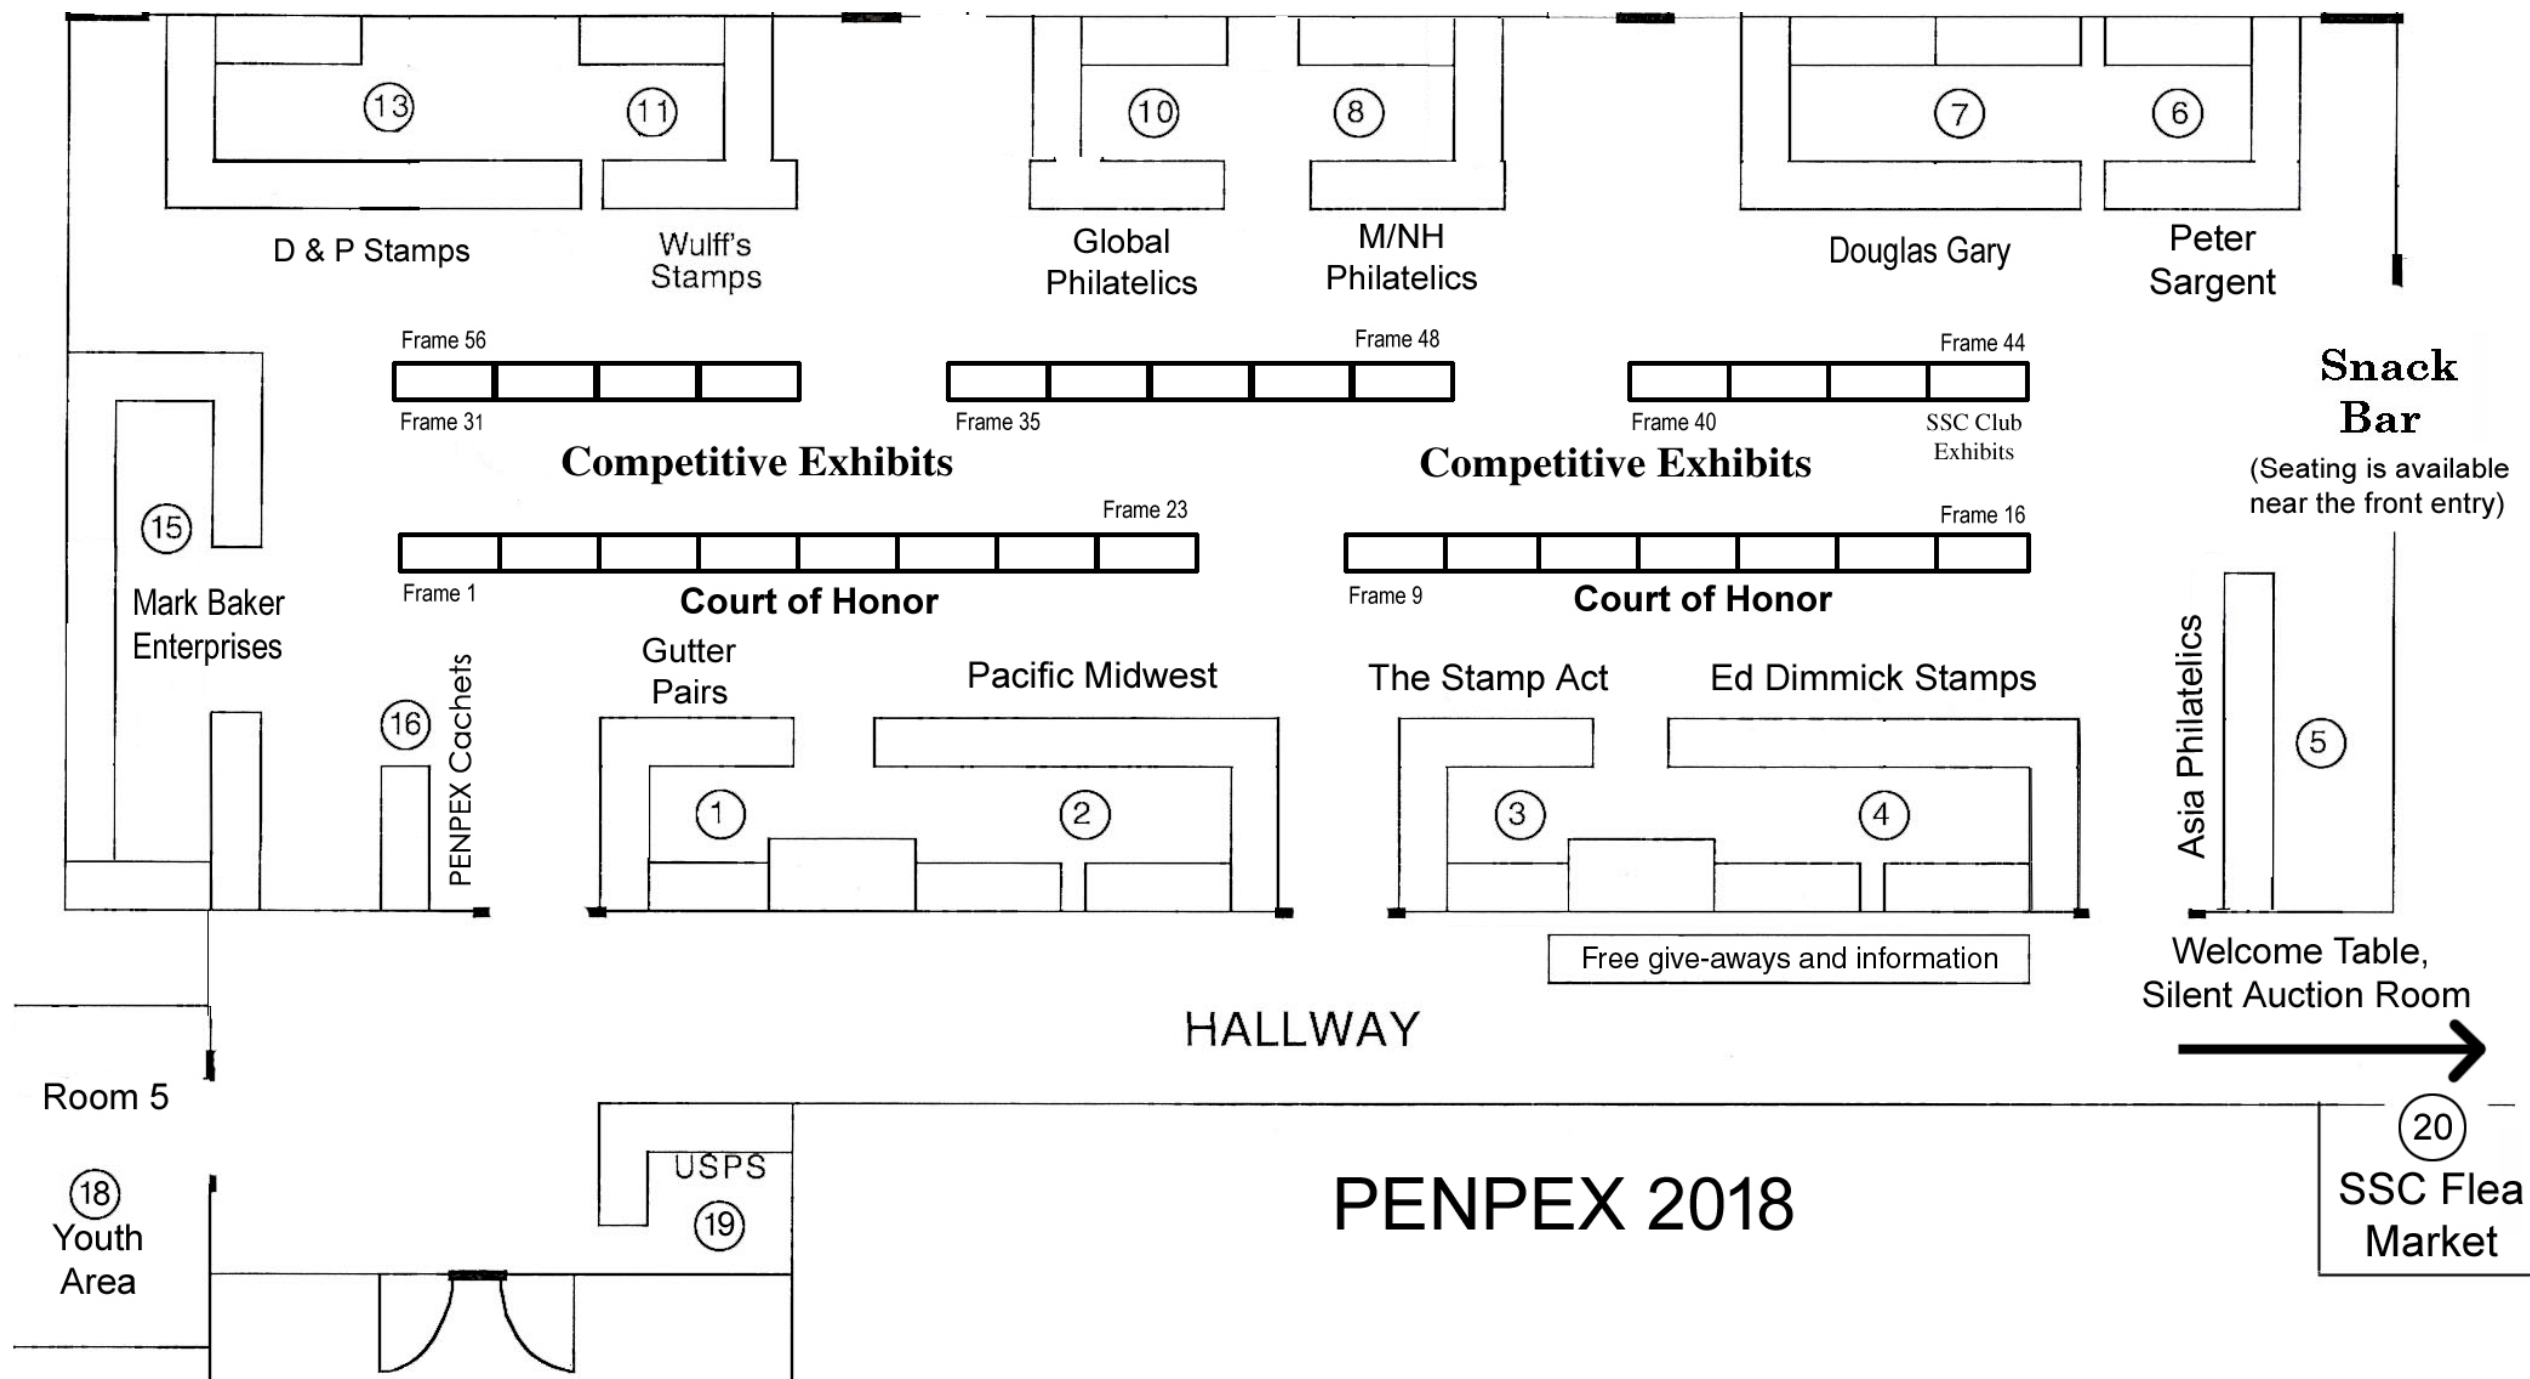 13
11
10
8
7
6
D & P Stamps
Wulff's
Stamps
Global
Philatelics
M/NH
Philatelics
Douglas Gary
Peter
Sargent
Frame 56
Frame 48
Frame 44
Frame 31
Frame 35
Frame 40
SSC Club
Exhibits
Snack
Bar
(Seating is available
near the front entry)
Competitive Exhibits
Competitive Exhibits
15
Mark Baker
Enterprises
Frame 23
Frame 16
Frame 1
Frame 9
Court of Honor
Court of Honor
16
PENPEX Cachets
Gutter
Pairs
Pacific Midwest
The Stamp Act
Ed Dimmick Stamps
Asia Philatelics
5
1
2
3
4
Free give-aways and information
Welcome Table,
Silent Auction Room
HALLWAY
Room 5
18
Youth
Area
USPS
19
PENPEX 2018
20
SSC Flea
Market